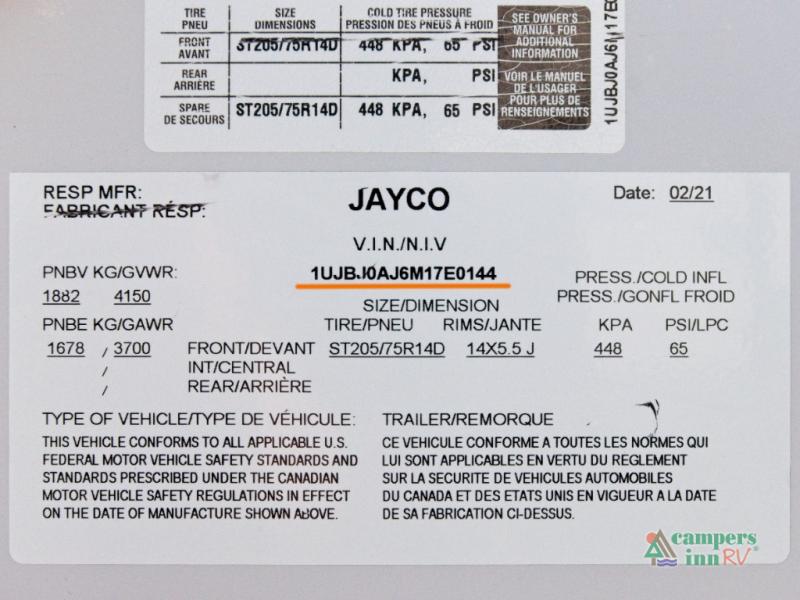 TIRE SIZE COLD TIRE PRESSURE
PNEU DIMENSIONS PRESSION DES PNEUS À FROID
FRONT ST205/75R14D 448 KPA, 65 PSI
AVANT
REAR KPA, PSI
ARRIÈRE
SPARE ST205/75R14D 448 KPA, 65 PSI
DE SECOURS
SEE OWNER'S
MANUAL FOR
ADDITIONAL
INFORMATION
VOIR LE MANUEL
DE L'USAGER
POUR PLUS DE
RENSEIGNEMENTS
1UJBJ0AJ6M17E0
RESP MFR: JAYCO Date: 02/21
FABRICANT RÉSP:
V.I.N./N.I.V
PNBV KG/GVWR: 1UJBJ0AJ6M17E0144 PRESS./COLD INFL
1882 4150 SIZE/DIMENSION PRESS./GONFL FROID
PNBE KG/GAWR TIRE/PNEU RIMS/JANTE KPA PSI/LPC
1678 / 3700 FRONT/DEVANT ST205/75R14D 14X5.5 J 448 65
/ INT/CENTRAL
/ REAR/ARRIÈRE
TYPE OF VEHICLE/TYPE DE VÉHICULE: TRAILER/REMORQUE
THIS VEHICLE CONFORMS TO ALL APPLICABLE U.S.
FEDERAL MOTOR VEHICLE SAFETY STANDARDS AND
STANDARDS PRESCRIBED UNDER THE CANADIAN
MOTOR VEHICLE SAFETY REGULATIONS IN EFFECT
ON THE DATE OF MANUFACTURE SHOWN ABOVE.
CE VEHICULE CONFORME A TOUTES LES NORMES QUI
LUI SONT APPLICABLES EN VERTU DU REGLEMENT
SUR LA SECURITE DE VEHICULES AUTOMOBILES
DU CANADA ET DES ETATS UNIS EN VIGUEUR A LA DATE
DE SA FABRICATION CI-DESSUS.
campers
inn RV®